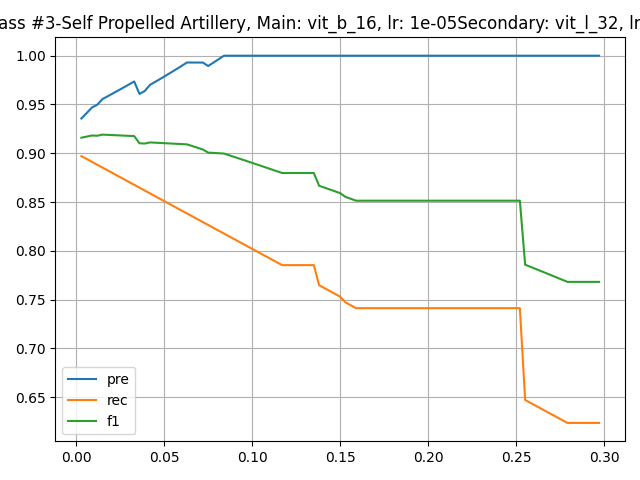 ass #3-Self Propelled Artillery, Main: vit_b_16, lr: 1e-05Secondary: vit_l_32, lr
1.00
0.95
0.90
0.85
0.80
0.75
0.70
0.65
pre
rec
f1
0.00 0.05 0.10 0.15 0.20 0.25 0.30